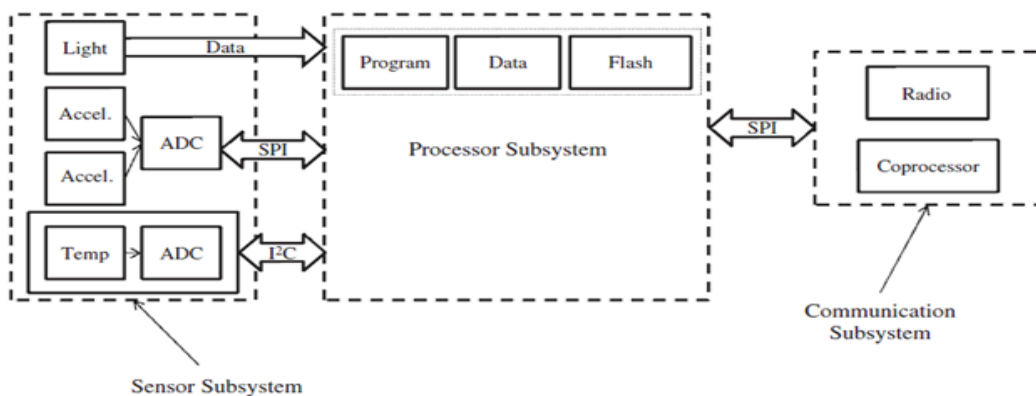 Light
Data
Accel.
ADC
SPI
Accel.
Temp
ADC
I²C
Sensor Subsystem
Program
Data
Flash
Processor Subsystem
SPI
Radio
Coprocessor
Communication
Subsystem